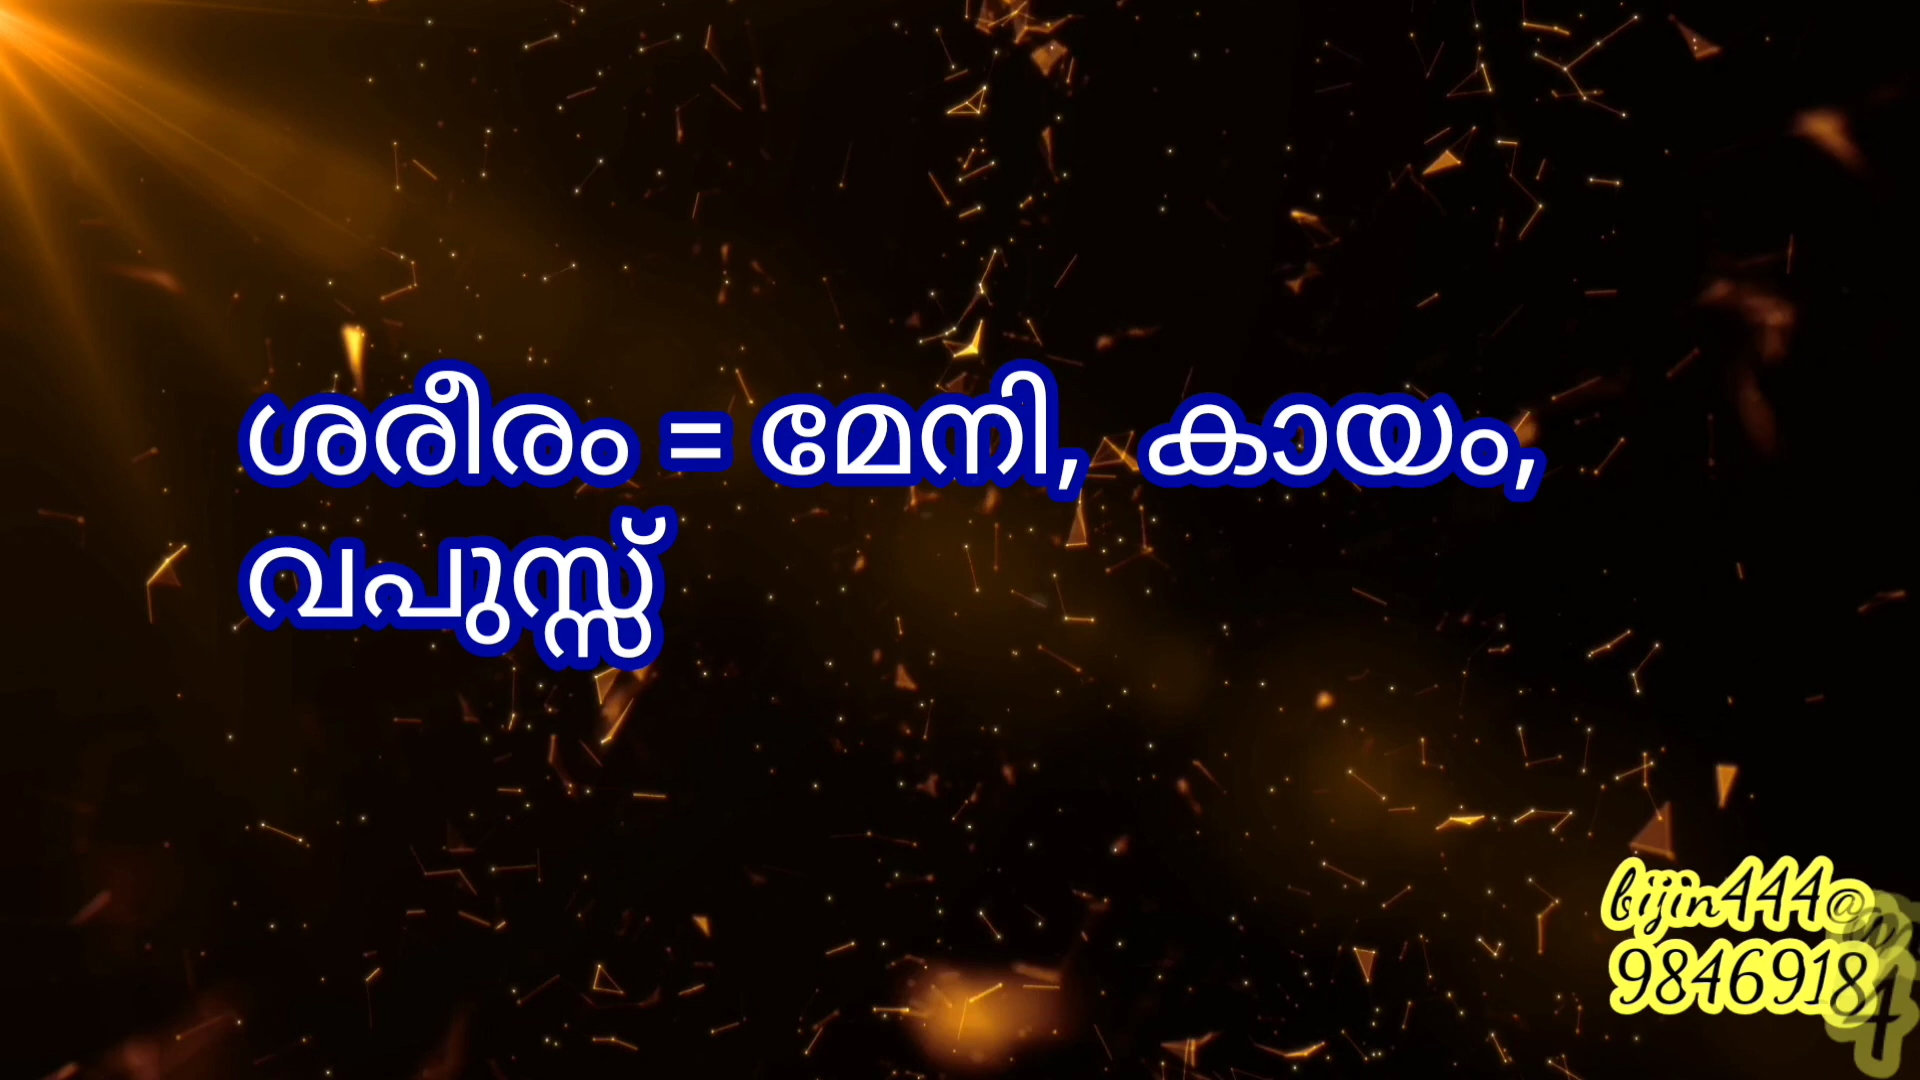 ശരീരം = മേനി, കായം,
വപുസ്സ്
bijin444@
9846918